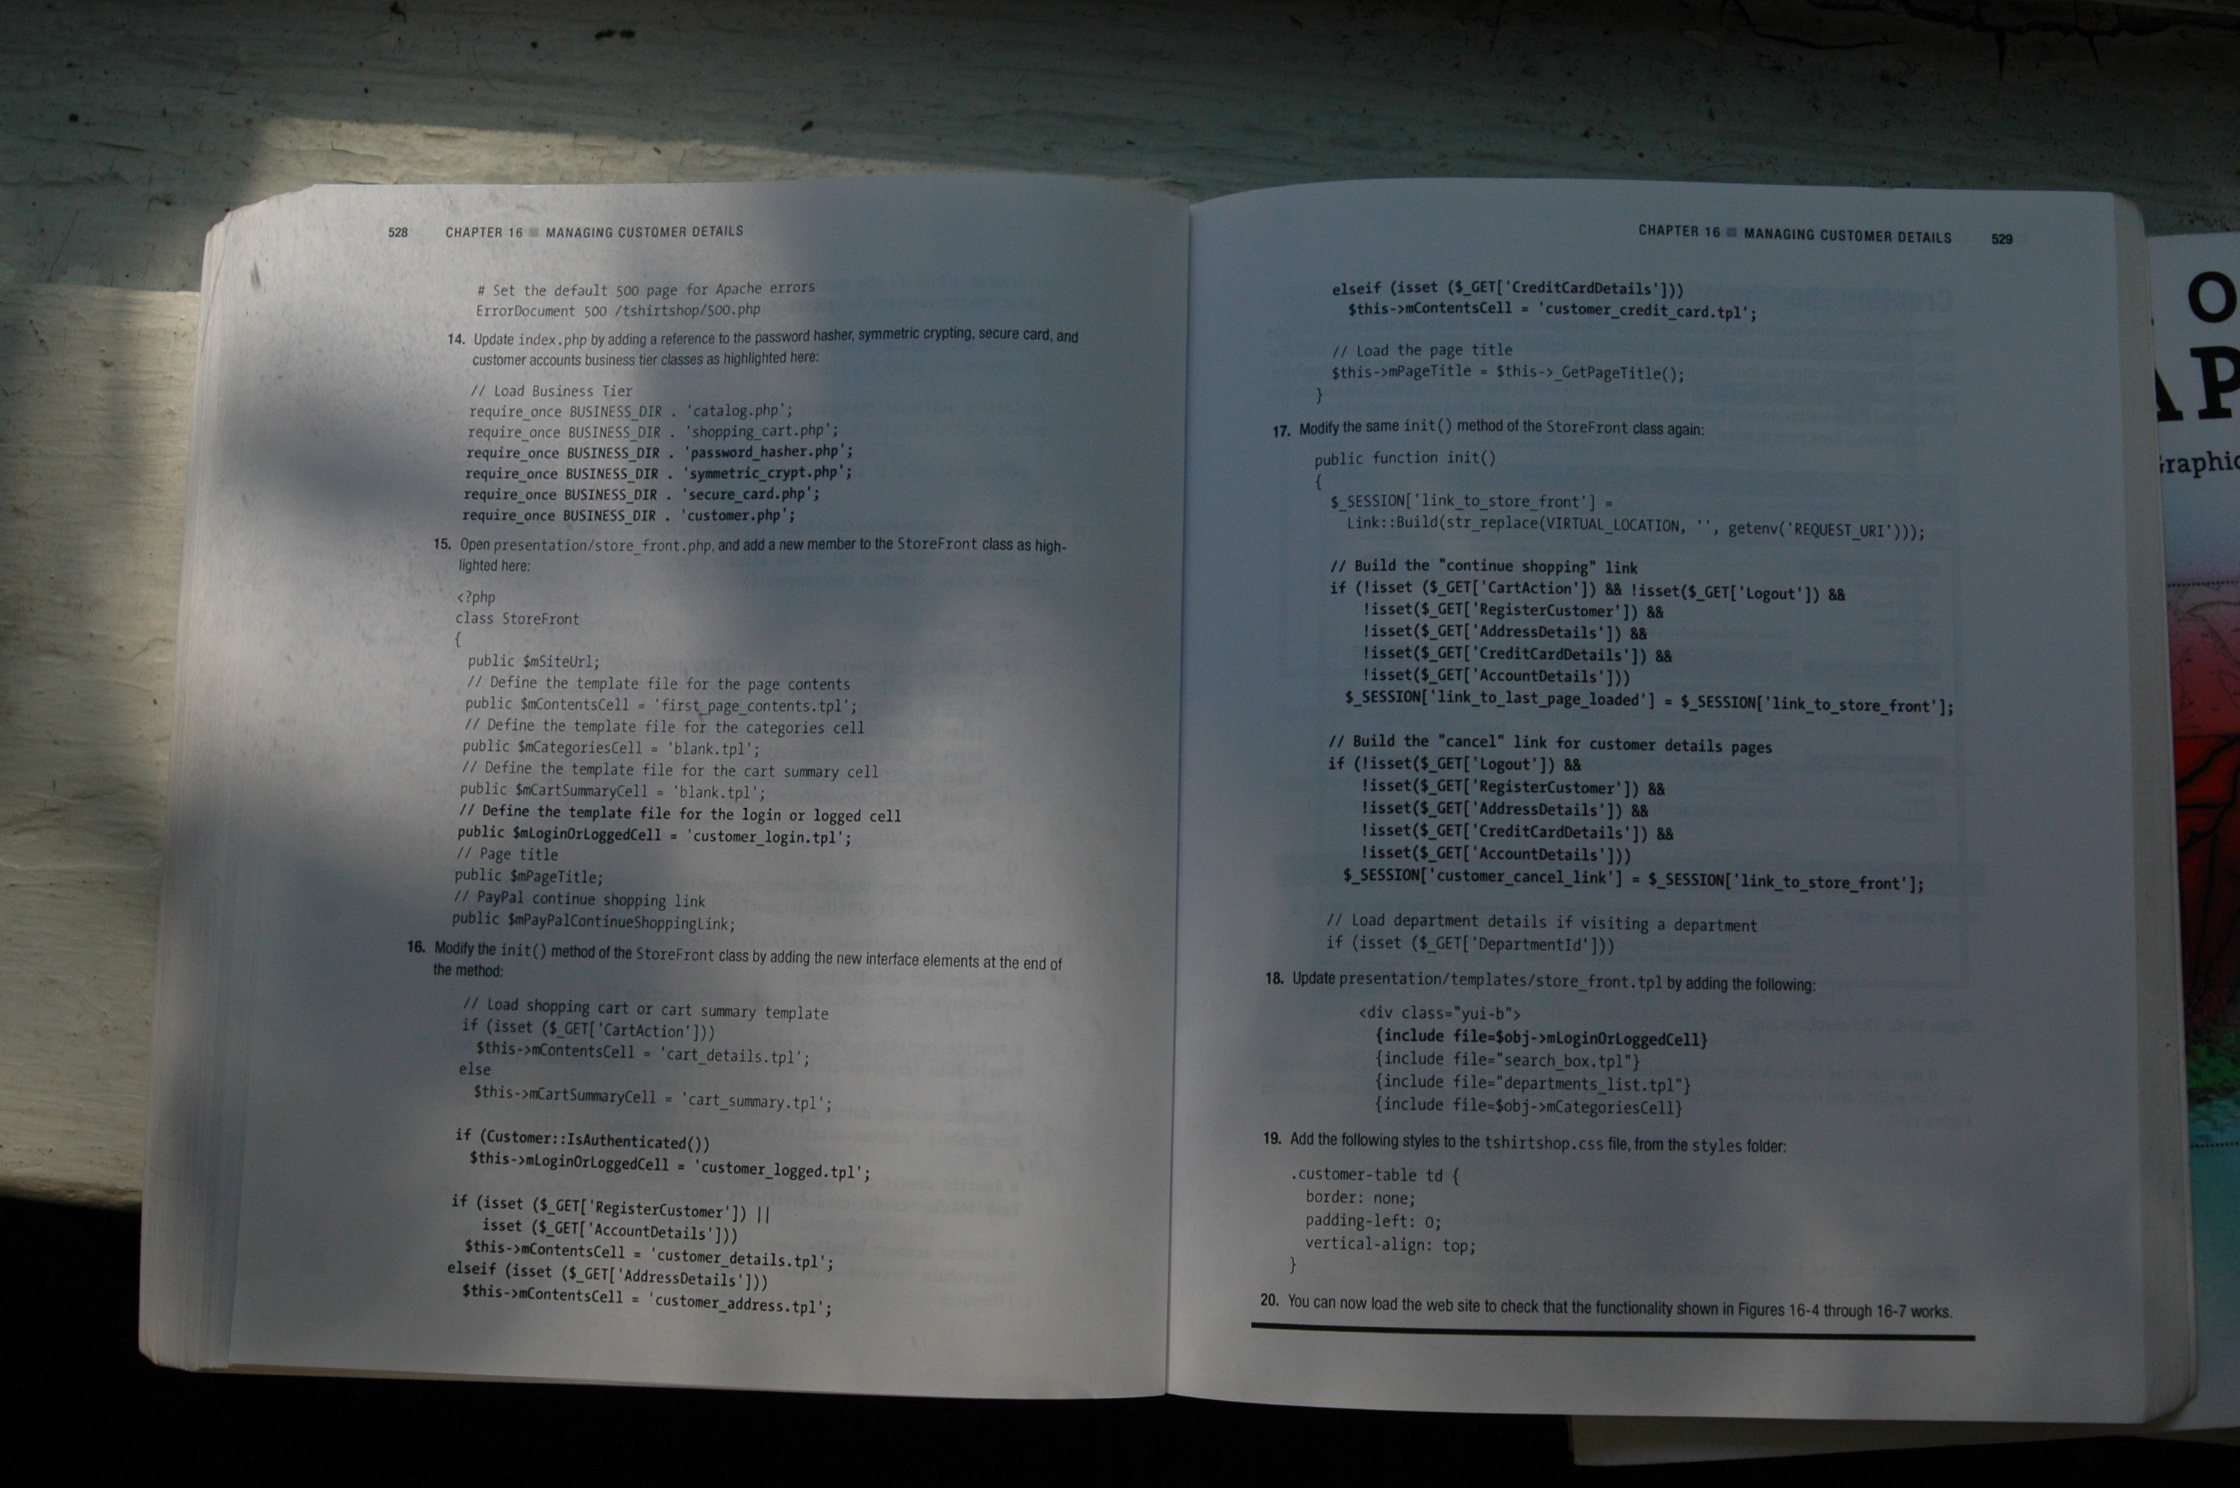 528 CHAPTER 16 ■ MANAGING CUSTOMER DETAILS
# Set the default 500 page for Apache errors
ErrorDocument 500 /tshirtshop/500.php
14. Update index.php by adding a reference to the password hasher, symmetric crypting, secure card, and
customer accounts business tier classes as highlighted here:
// Load Business Tier
require_once BUSINESS_DIR . 'catalog.php';
require_once BUSINESS_DIR . 'shopping_cart.php';
require_once BUSINESS_DIR . 'password_hasher.php';
require_once BUSINESS_DIR . 'symmetric_crypt.php';
require_once BUSINESS_DIR . 'secure_card.php';
require_once BUSINESS_DIR . 'customer.php';
15. Open presentation/store_front.php, and add a new member to the StoreFront class as high-
lighted here:
<?php
class StoreFront
{
public $mSiteUrl;
// Define the template file for the page contents
public $mContentsCell = 'first_page_contents.tpl';
// Define the template file for the categories cell
public $mCategoriesCell = 'blank.tpl';
// Define the template file for the cart summary cell
public $mCartSummaryCell = 'blank.tpl';
// Define the template file for the login or logged cell
public $mLoginOrLoggedCell = 'customer_login.tpl';
// Page title
public $mPageTitle;
// PayPal continue shopping link
public $mPayPalContinueShoppingLink;
16. Modify the init() method of the StoreFront class by adding the new interface elements at the end of
the method:
// Load shopping cart or cart summary template
if (isset ($_GET['CartAction']))
$this->mContentsCell = 'cart_details.tpl';
else
$this->mCartSummaryCell = 'cart_summary.tpl';
if (Customer::IsAuthenticated())
$this->mLoginOrLoggedCell = 'customer_logged.tpl';
if (isset ($_GET['RegisterCustomer']) ||
isset ($_GET['AccountDetails']))
$this->mContentsCell = 'customer_details.tpl';
elseif (isset ($_GET['AddressDetails']))
$this->mContentsCell = 'customer_address.tpl';
CHAPTER 16 ■ MANAGING CUSTOMER DETAILS 529
elseif (isset ($_GET['CreditCardDetails']))
$this->mContentsCell = 'customer_credit_card.tpl';
// Load the page title
$this->mPageTitle = $this->_GetPageTitle();
}
17. Modify the same init() method of the StoreFront class again:
public function init()
{
$_SESSION['link_to_store_front'] =
Link::Build(str_replace(VIRTUAL_LOCATION, '', getenv('REQUEST_URI')));
// Build the "continue shopping" link
if (!isset ($_GET['CartAction']) && !isset($_GET['Logout']) &&
!isset($_GET['RegisterCustomer']) &&
!isset($_GET['AddressDetails']) &&
!isset($_GET['CreditCardDetails']) &&
!isset($_GET['AccountDetails']))
$_SESSION['link_to_last_page_loaded'] = $_SESSION['link_to_store_front'];
// Build the "cancel" link for customer details pages
if (!isset($_GET['Logout']) &&
!isset($_GET['RegisterCustomer']) &&
!isset($_GET['AddressDetails']) &&
!isset($_GET['CreditCardDetails']) &&
!isset($_GET['AccountDetails']))
$_SESSION['customer_cancel_link'] = $_SESSION['link_to_store_front'];
// Load department details if visiting a department
if (isset ($_GET['DepartmentId']))
18. Update presentation/templates/store_front.tpl by adding the following:
<div class="yui-b">
{include file=$obj->mLoginOrLoggedCell}
{include file="search_box.tpl"}
{include file="departments_list.tpl"}
{include file=$obj->mCategoriesCell}
19. Add the following styles to the tshirtshop.css file, from the styles folder:
.customer-table td {
border: none;
padding-left: 0;
vertical-align: top;
}
20. You can now load the web site to check that the functionality shown in Figures 16-4 through 16-7 works.